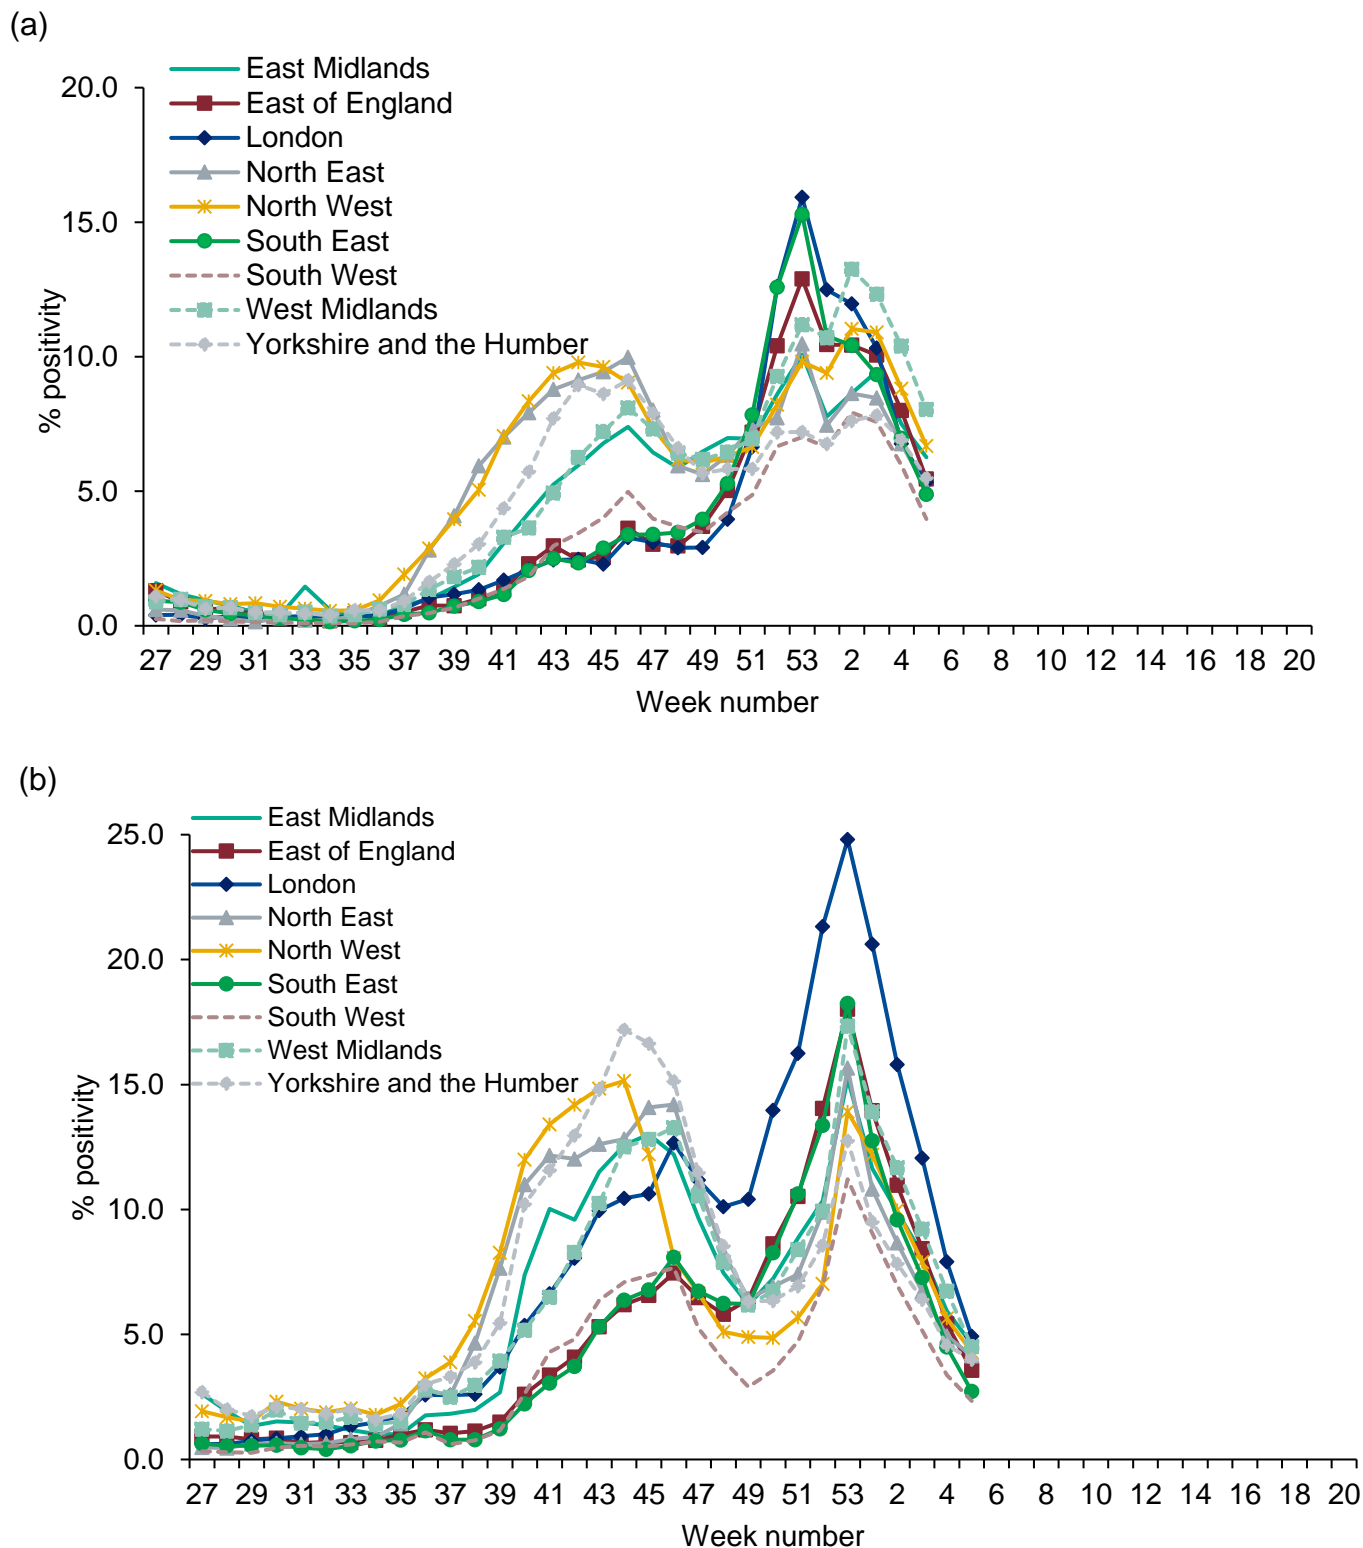 (a)
East Midlands
East of England
London
North East
North West
South East
South West
West Midlands
Yorkshire and the Humber
20.0
15.0
10.0
5.0
0.0
% positivity
27 29 31 33 35 37 39 41 43 45 47 49 51 53 2 4 6 8 10 12 14 16 18 20
Week number
(b)
East Midlands
East of England
London
North East
North West
South East
South West
West Midlands
Yorkshire and the Humber
25.0
20.0
15.0
10.0
5.0
0.0
% positivity
27 29 31 33 35 37 39 41 43 45 47 49 51 53 2 4 6 8 10 12 14 16 18 20
Week number